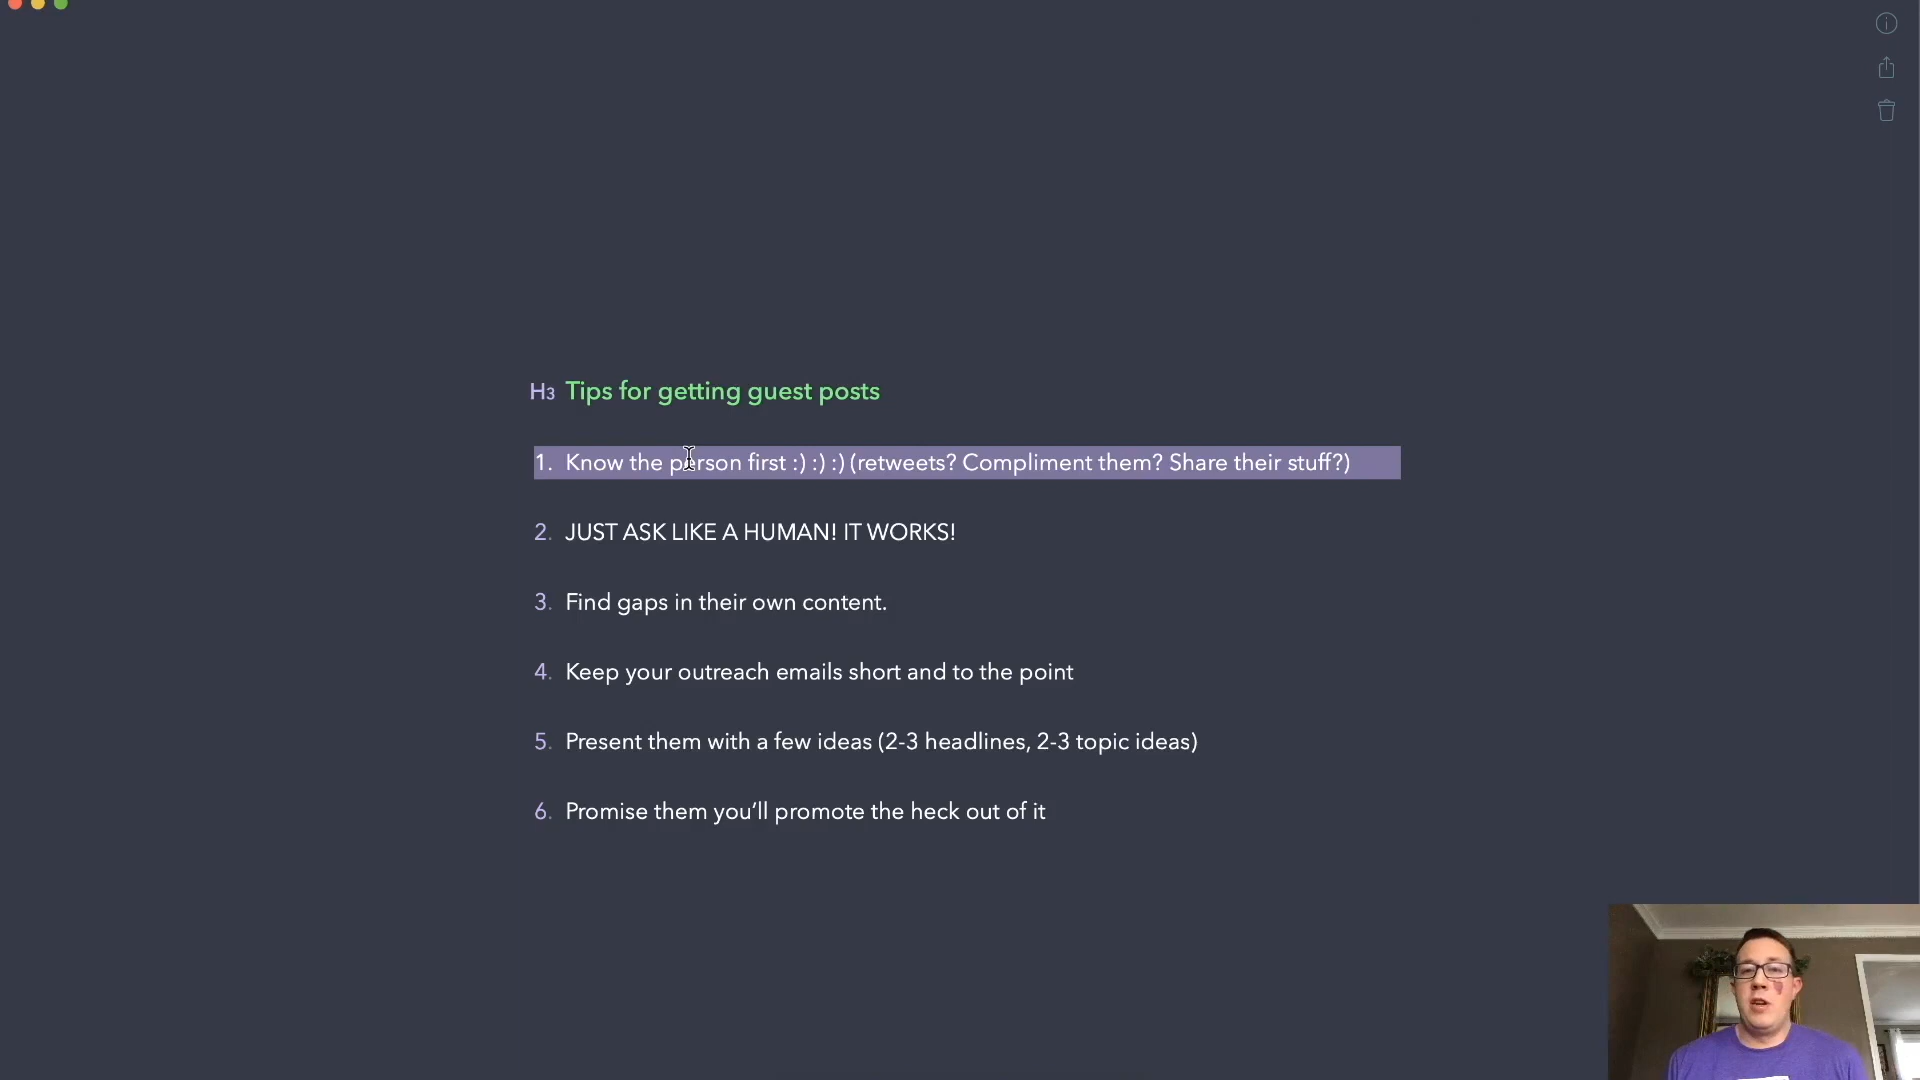 H3 Tips for getting guest posts
1. Know the person first :) :) :) (retweets? Compliment them? Share their stuff?)
2. JUST ASK LIKE A HUMAN! IT WORKS!
3. Find gaps in their own content.
4. Keep your outreach emails short and to the point
5. Present them with a few ideas (2-3 headlines, 2-3 topic ideas)
6. Promise them you’ll promote the heck out of it